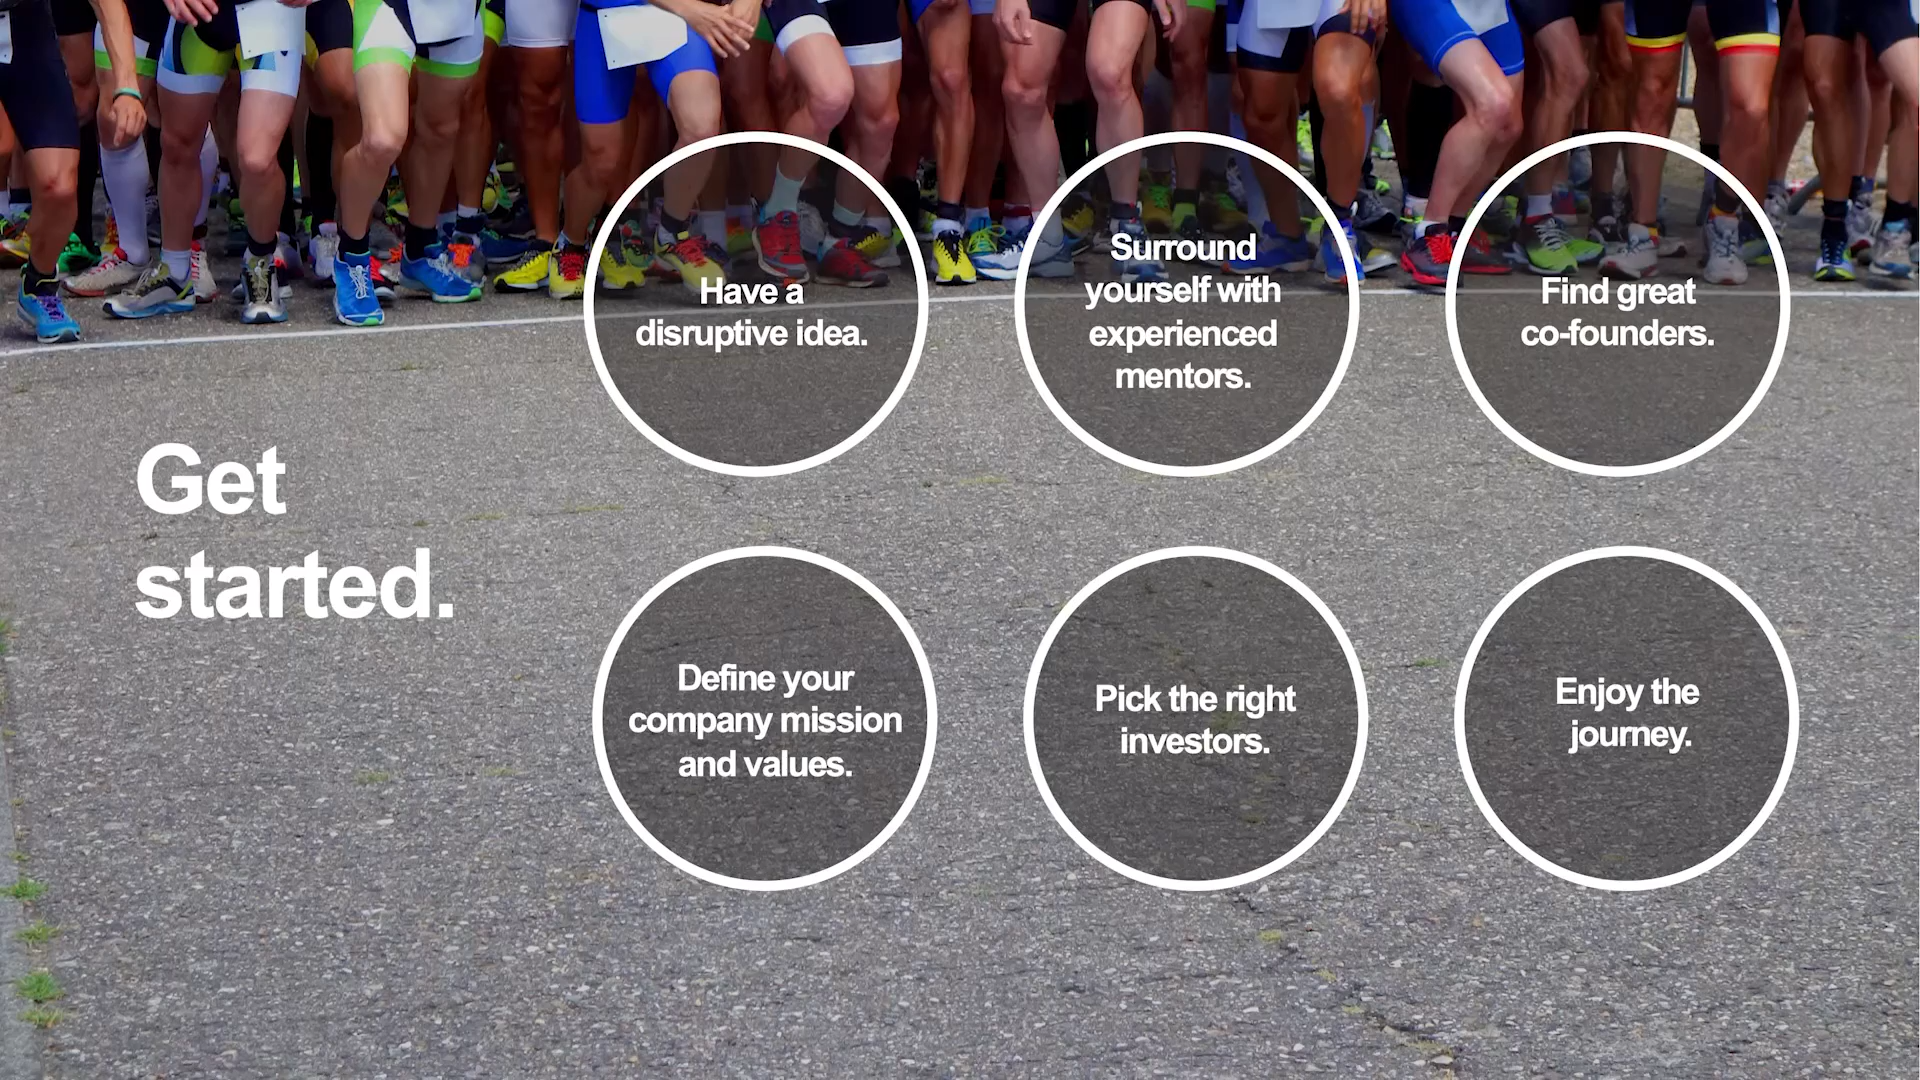 Get
started.
Have a
disruptive idea.
Surround
yourself with
experienced
mentors.
Find great
co-founders.
Define your
company mission
and values.
Pick the right
investors.
Enjoy the
journey.